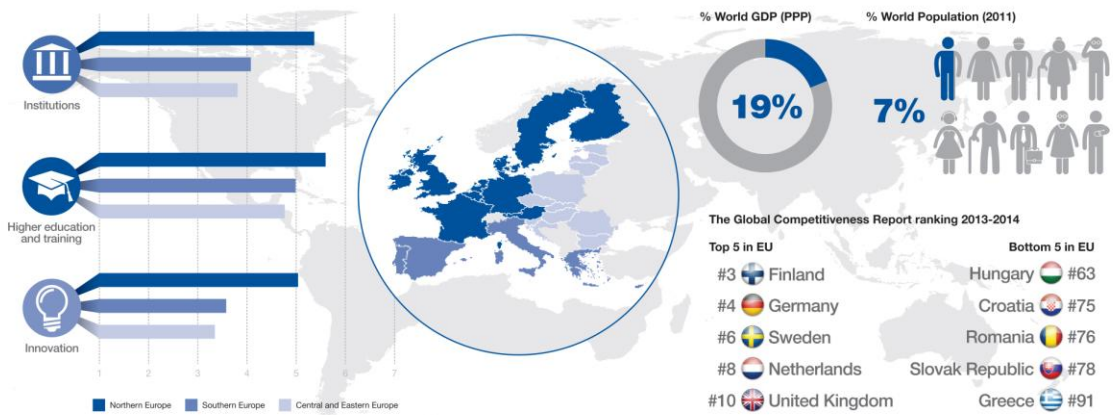 Institutions
Higher education
and training
Innovation
1 2 3 4 5 6 7
Northern Europe Southern Europe Central and Eastern Europe
% World GDP (PPP)
19%
% World Population (2011)
7%
The Global Competitiveness Report ranking 2013-2014
Top 5 in EU
#3 Finland
#4 Germany
#6 Sweden
#8 Netherlands
#10 United Kingdom
Bottom 5 in EU
Hungary #63
Croatia #75
Romania #76
Slovak Republic #78
Greece #91